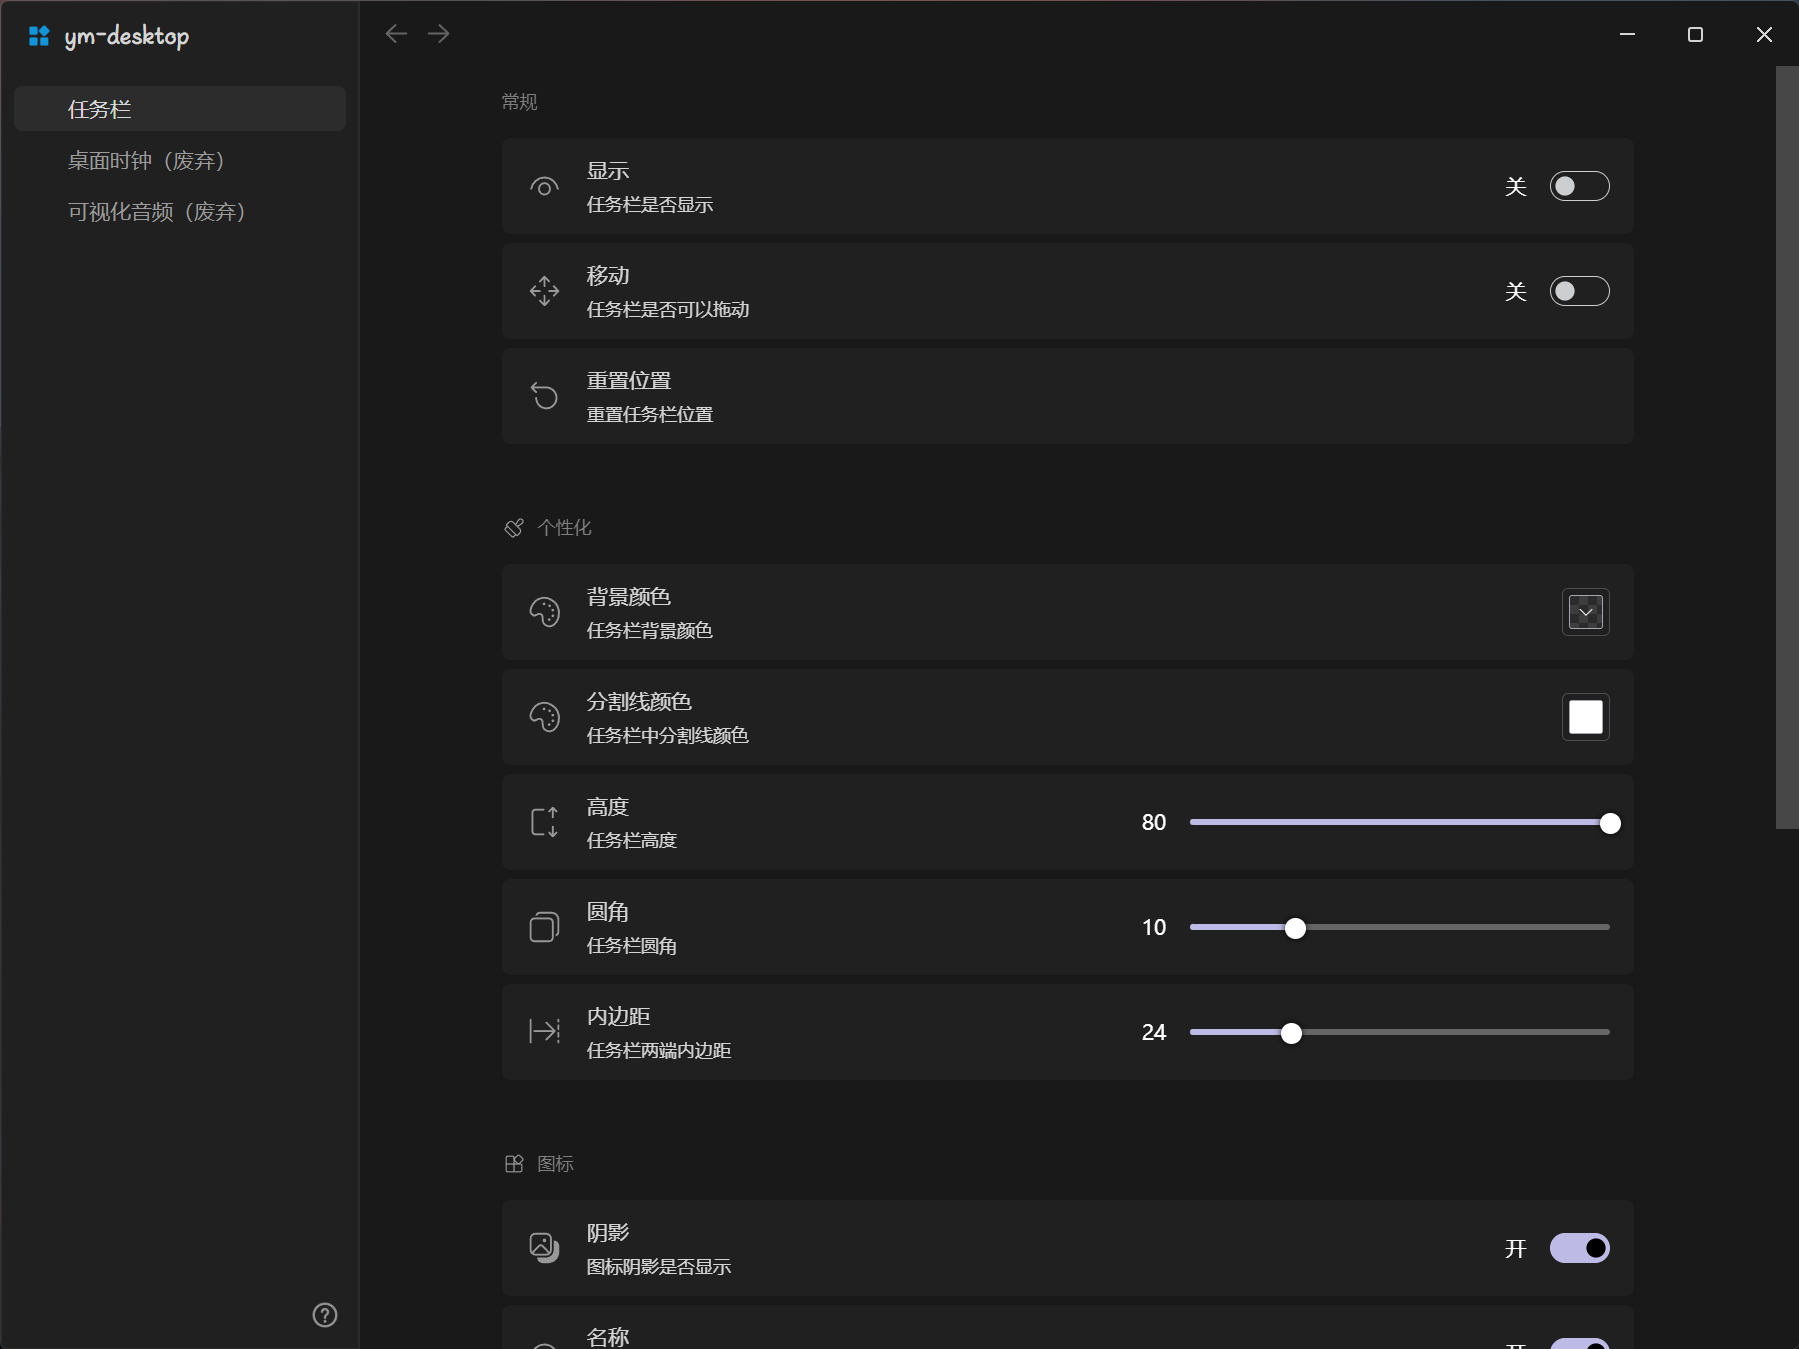 ym-desktop
任务栏
桌面时钟（废弃）
可视化音频（废弃）
常规
显示
任务栏是否显示
关
移动
任务栏是否可以拖动
关
重置位置
重置任务栏位置
个性化
背景颜色
任务栏背景颜色
分割线颜色
任务栏中分割线颜色
高度
任务栏高度
80
圆角
任务栏圆角
10
内边距
任务栏两端内边距
24
图标
阴影
图标阴影是否显示
开
名称